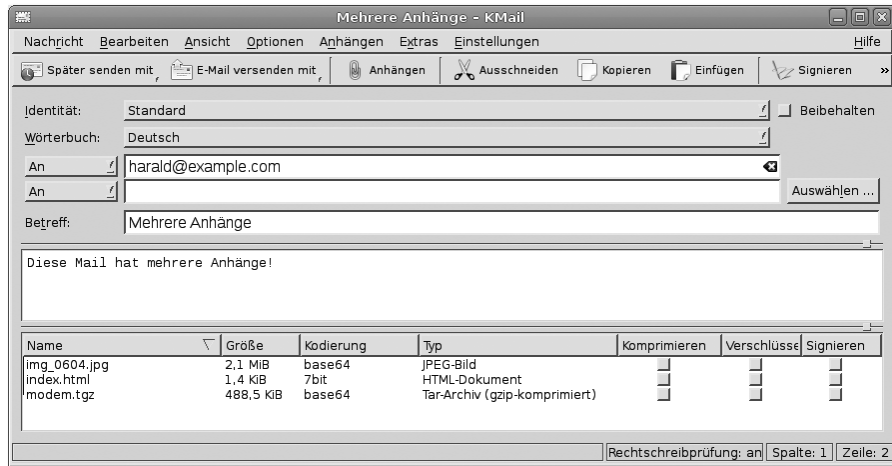 Mehrere Anhänge - KMail
Nachricht Bearbeiten Ansicht Optionen Anhängen Extras Einstellungen Hilfe
Später senden mit E-Mail versenden mit Anhängen Ausschneiden Kopieren Einfügen Signieren »
Identität: Standard Beibehalten
Wörterbuch: Deutsch
An harald@example.com
An Auswählen ...
Betreff: Mehrere Anhänge
Diese Mail hat mehrere Anhänge!
Name Größe Kodierung Typ Komprimieren Verschlüsse Signieren
img_0604.jpg 2,1 MiB base64 JPEG-Bild
index.html 1,4 KiB 7bit HTML-Dokument
modem.tgz 488,5 KiB base64 Tar-Archiv (gzip-komprimiert)
Rechtschreibprüfung: an Spalte: 1 Zeile: 2